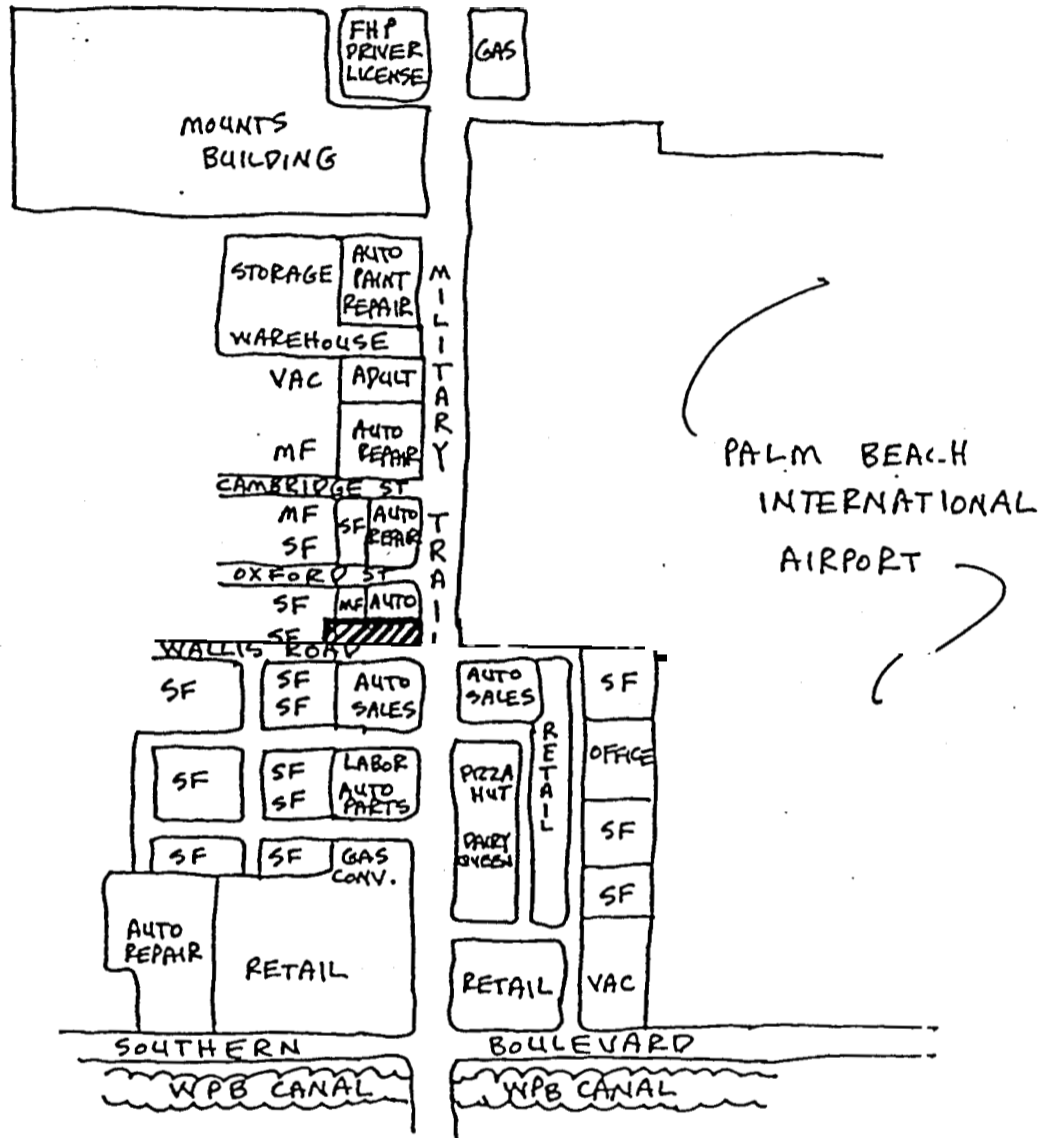 FHP
DRIVER
LICENSE
GAS
MOUNTS
BUILDING
STORAGE
AUTO
PAINT
REPAIR
WAREHOUSE
VAC
ADULT
MF
AUTO
REPAIR
MILITARY
TRAIL
CAMBRIDGE ST
MF
SF
SF
AUTO
REPAIR
OXFORD ST
SF
MF
AUTO
SF
WALLIS ROAD
PALM BEACH
INTERNATIONAL
AIRPORT
SF
SF
SF
AUTO
SALES
AUTO
SALES
RETAIL
SF
SF
SF
SF
LABOR
AUTO
PARTS
PIZZA
HUT
DAIRY
QUEEN
OFFICE
SF
SF
SF
SF
GAS
CONV.
AUTO
REPAIR
RETAIL
RETAIL
VAC
SOUTHERN BOULEVARD
WPB CANAL
WPB CANAL